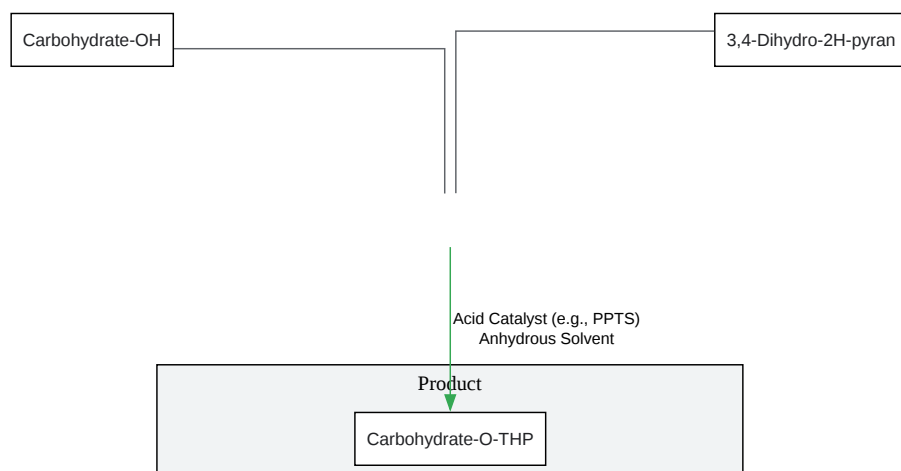 Carbohydrate-OH
3,4-Dihydro-2H-pyran
Acid Catalyst (e.g., PPTS)
Anhydrous Solvent
Product
Carbohydrate-O-THP